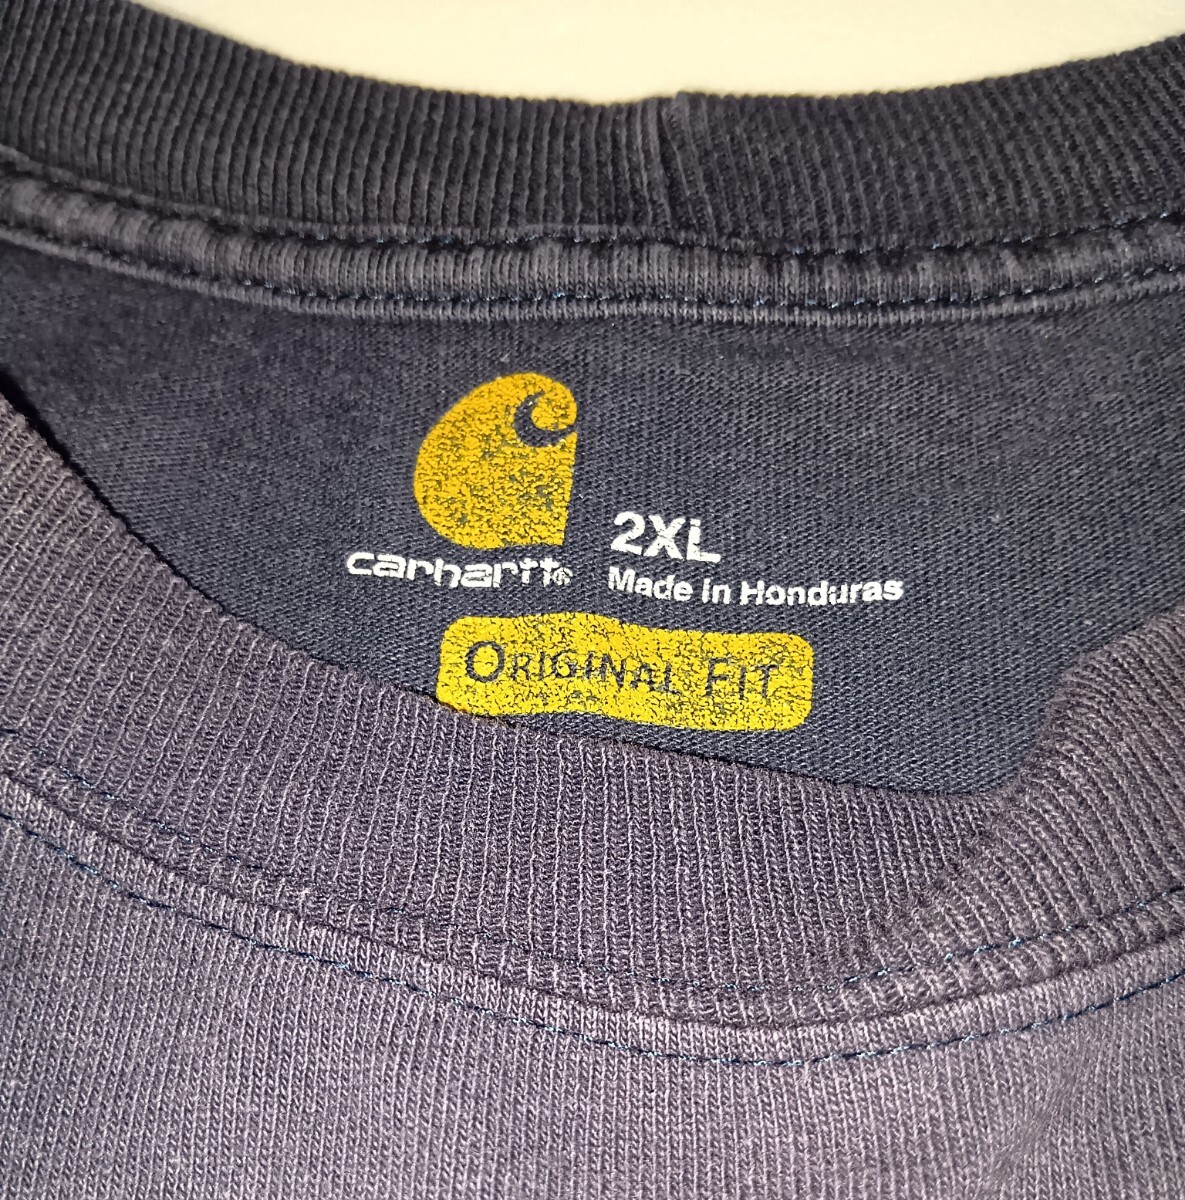 carhartt®
2XL
Made in Honduras
ORIGINAL FIT